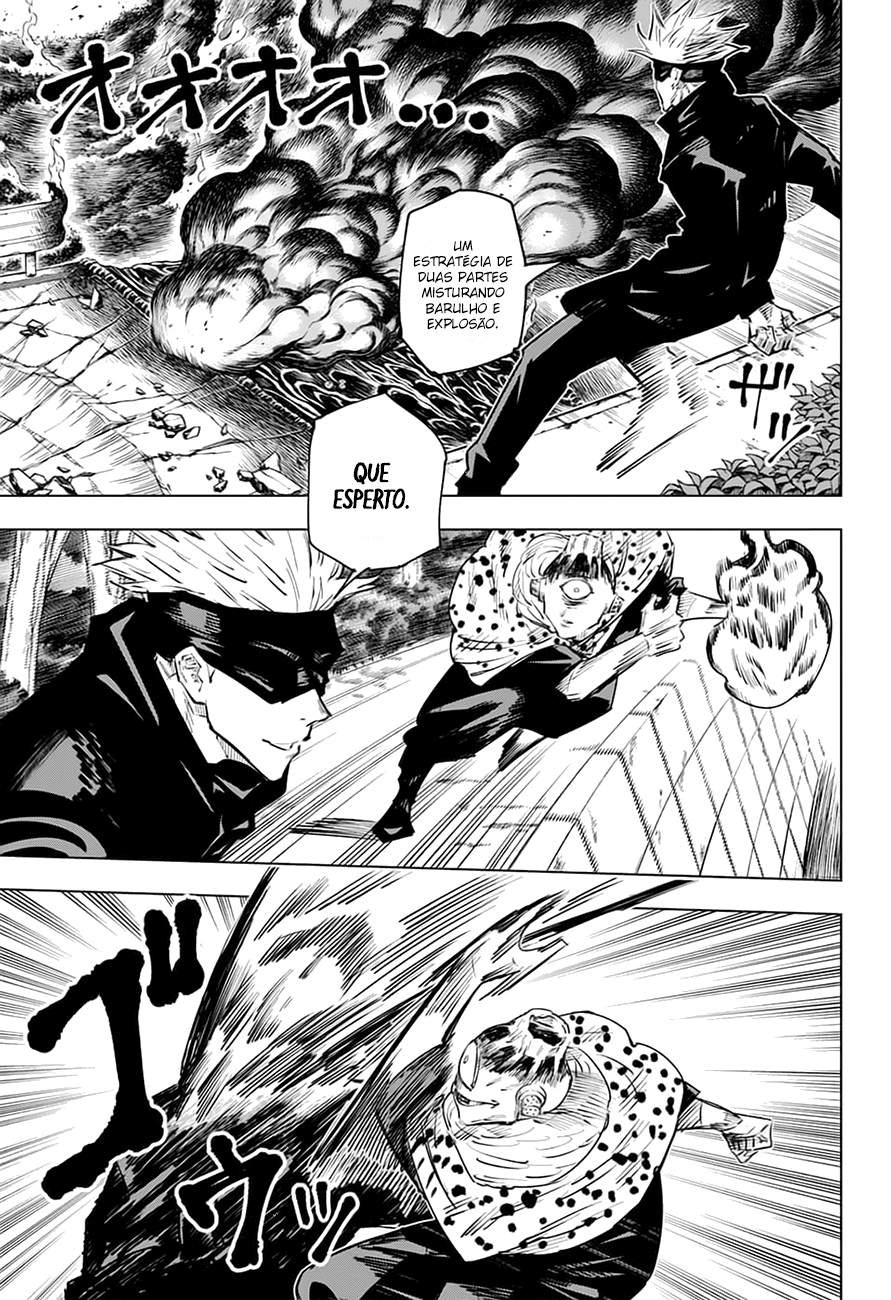 オオオオ...
UM
ESTRATÉGIA DE
DUAS PARTES
MISTURANDO
BARULHO E
EXPLOSÃO.
ザッ
QUE
ESPERTO.
ブウッ